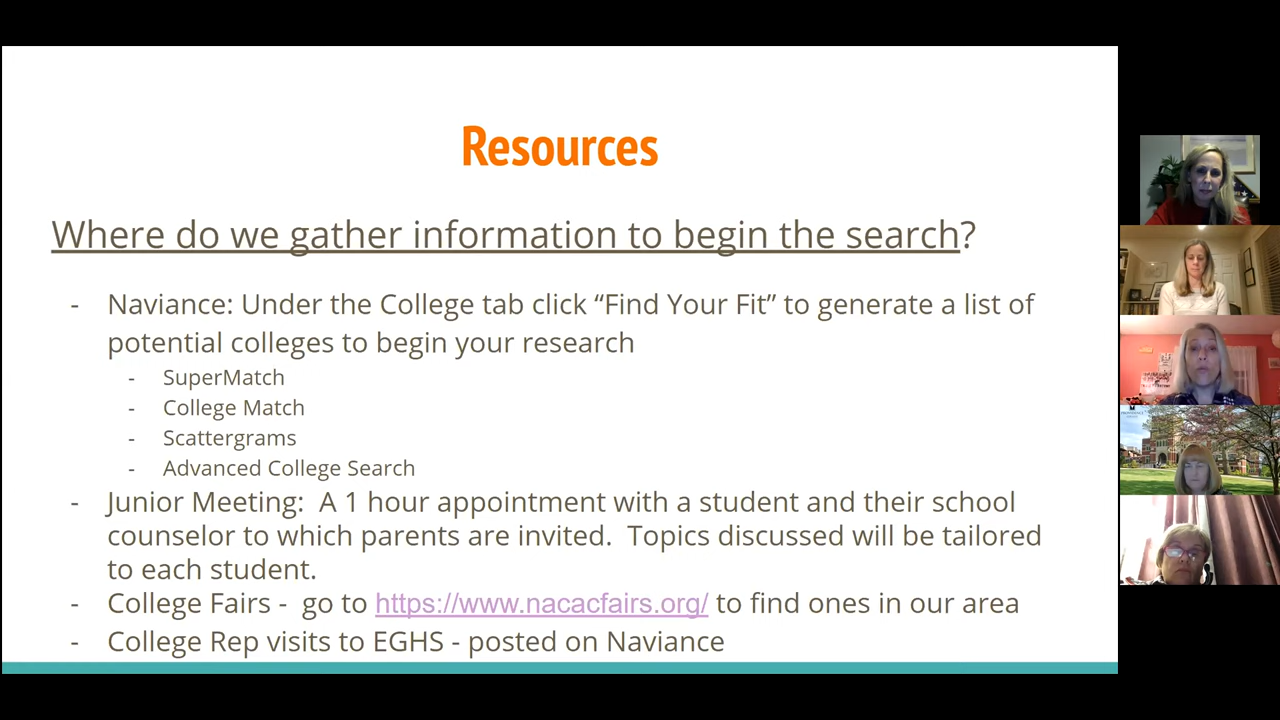 Resources
Where do we gather information to begin the search?
- Naviance: Under the College tab click “Find Your Fit” to generate a list of
potential colleges to begin your research
- SuperMatch
- College Match
- Scattergrams
- Advanced College Search
- Junior Meeting:  A 1 hour appointment with a student and their school
counselor to which parents are invited.  Topics discussed will be tailored
to each student.
- College Fairs -  go to https://www.nacacfairs.org/ to find ones in our area
- College Rep visits to EGHS - posted on Naviance